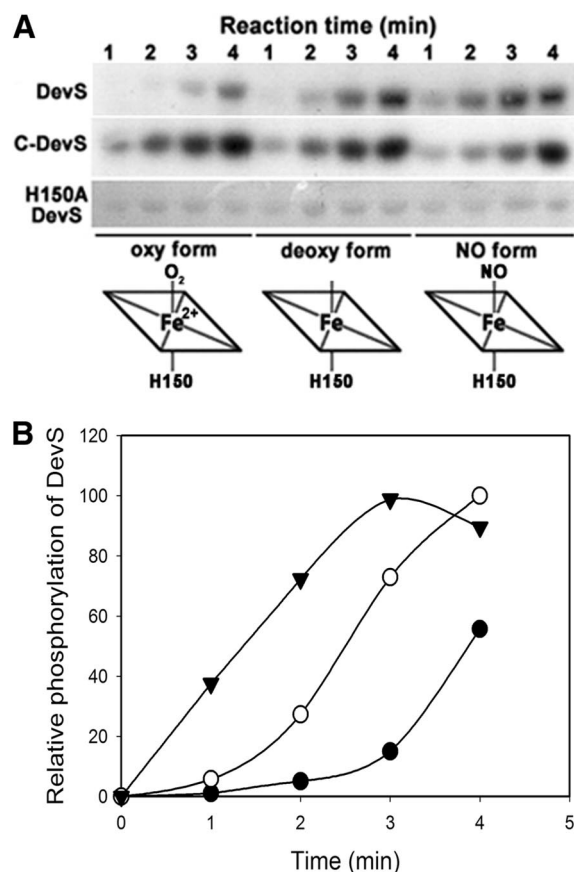 A
Reaction time (min)
1 2 3 4 1 2 3 4 1 2 3 4
DevS
C-DevS
H150A
DevS
oxy form deoxy form NO form
O2 NO
Fe2+ Fe Fe
H150 H150 H150
B
120
100
80
60
40
20
0
Relative phosphorylation of DevS
0 1 2 3 4 5
Time (min)